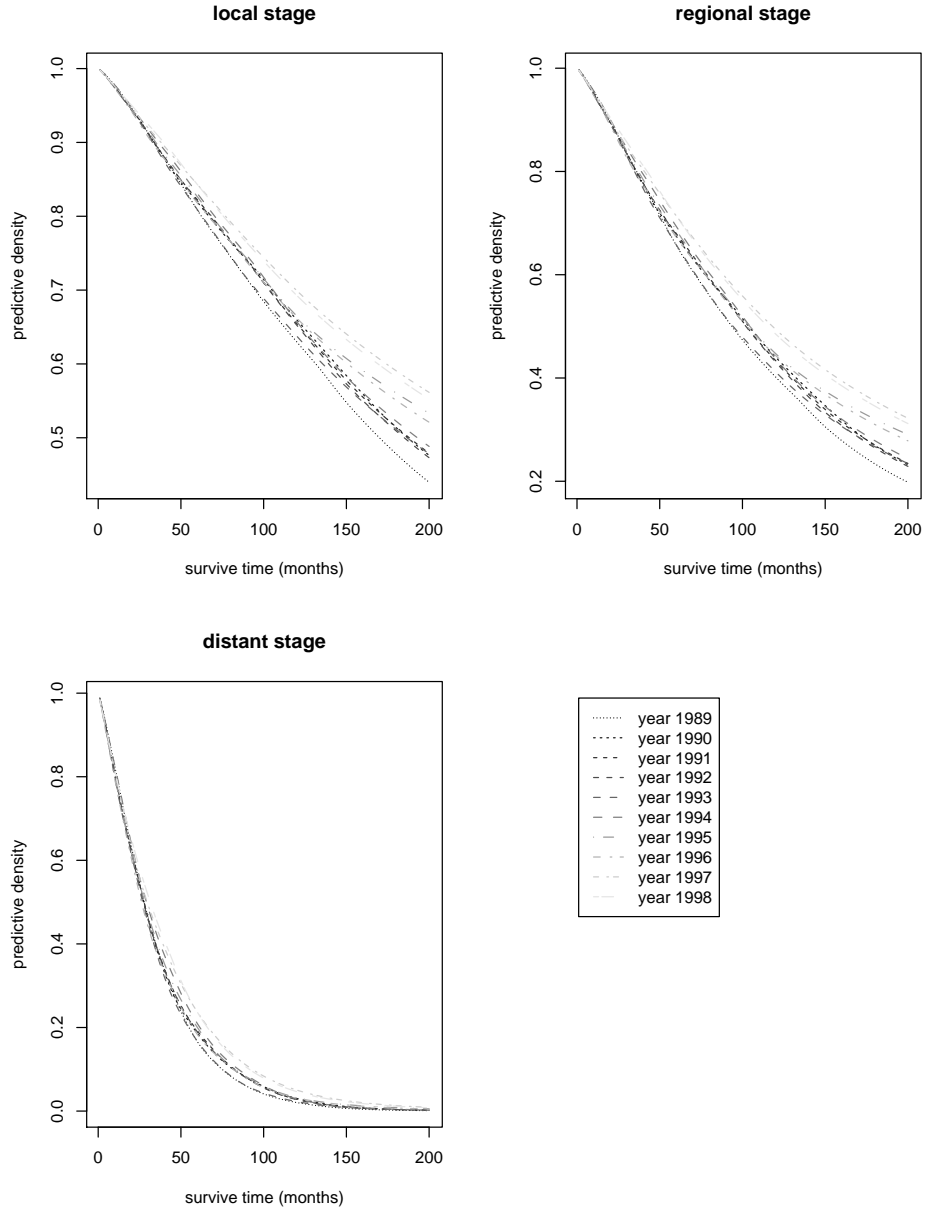 local stage
predictive density
1.0
0.9
0.8
0.7
0.6
0.5
0 50 100 150 200
survive time (months)
regional stage
predictive density
1.0
0.8
0.6
0.4
0.2
0 50 100 150 200
survive time (months)
distant stage
predictive density
1.0
0.8
0.6
0.4
0.2
0.0
0 50 100 150 200
survive time (months)
year 1989
year 1990
year 1991
year 1992
year 1993
year 1994
year 1995
year 1996
year 1997
year 1998